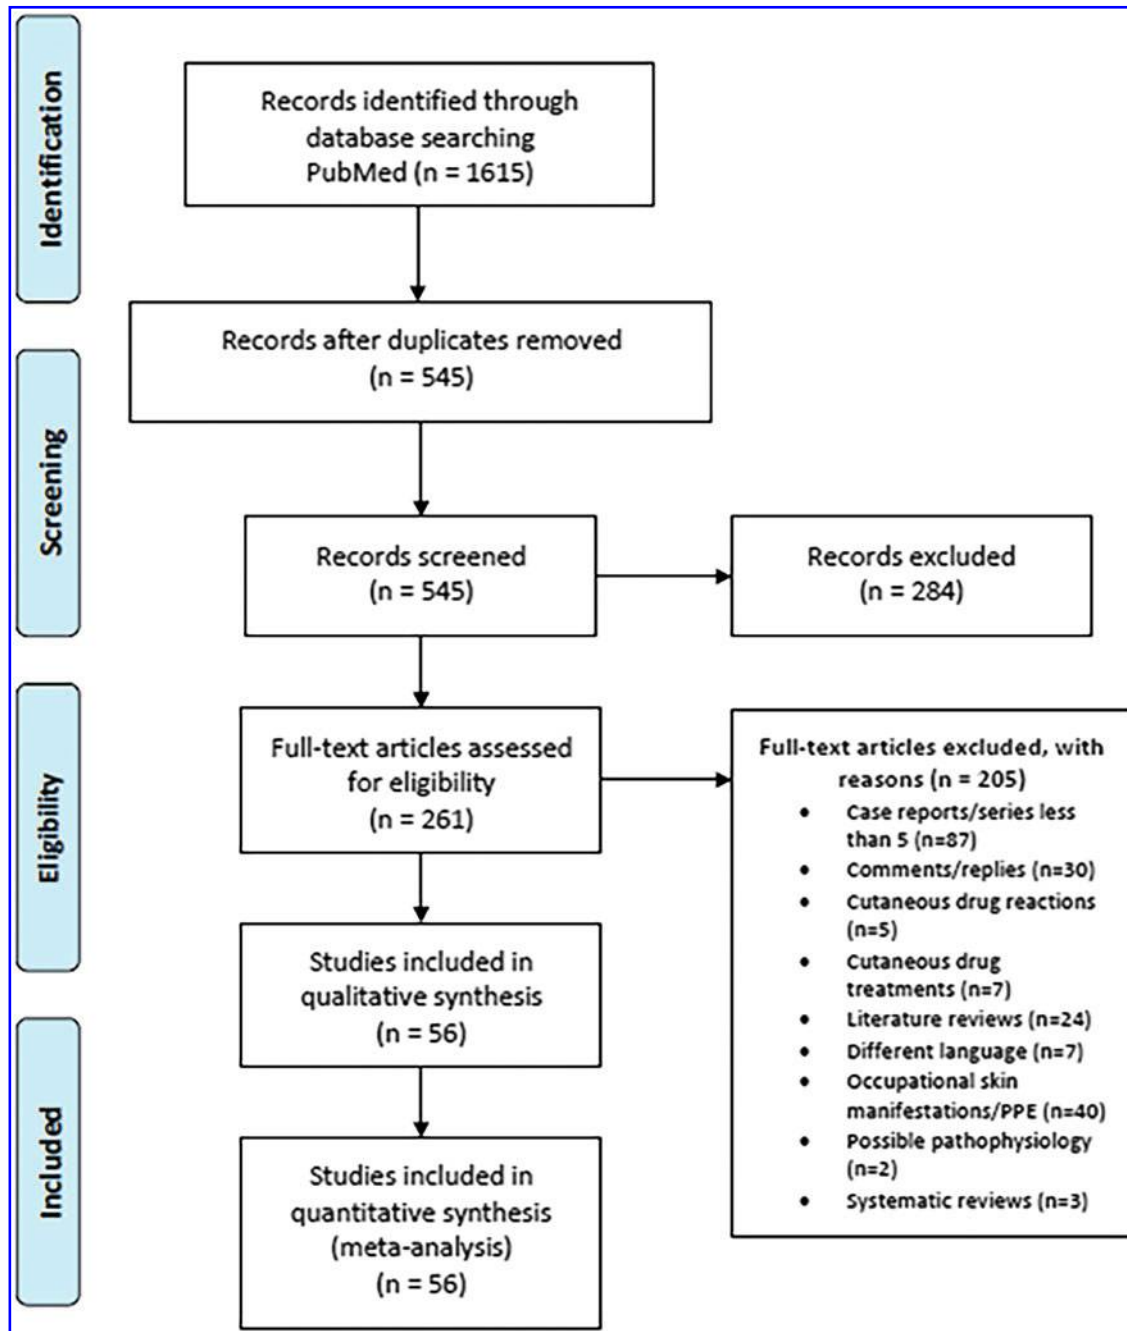 Identification
Records identified through
database searching
PubMed (n = 1615)
Records after duplicates removed
(n = 545)
Screening
Records screened
(n = 545)
Records excluded
(n = 284)
Eligibility
Full-text articles assessed
for eligibility
(n = 261)
Full-text articles excluded, with
reasons (n = 205)
• Case reports/series less
than 5 (n=87)
• Comments/replies (n=30)
• Cutaneous drug reactions
(n=5)
• Cutaneous drug
treatments (n=7)
• Literature reviews (n=24)
• Different language (n=7)
• Occupational skin
manifestations/PPE (n=40)
• Possible pathophysiology
(n=2)
• Systematic reviews (n=3)
Studies included in
qualitative synthesis
(n = 56)
Included
Studies included in
quantitative synthesis
(meta-analysis)
(n = 56)